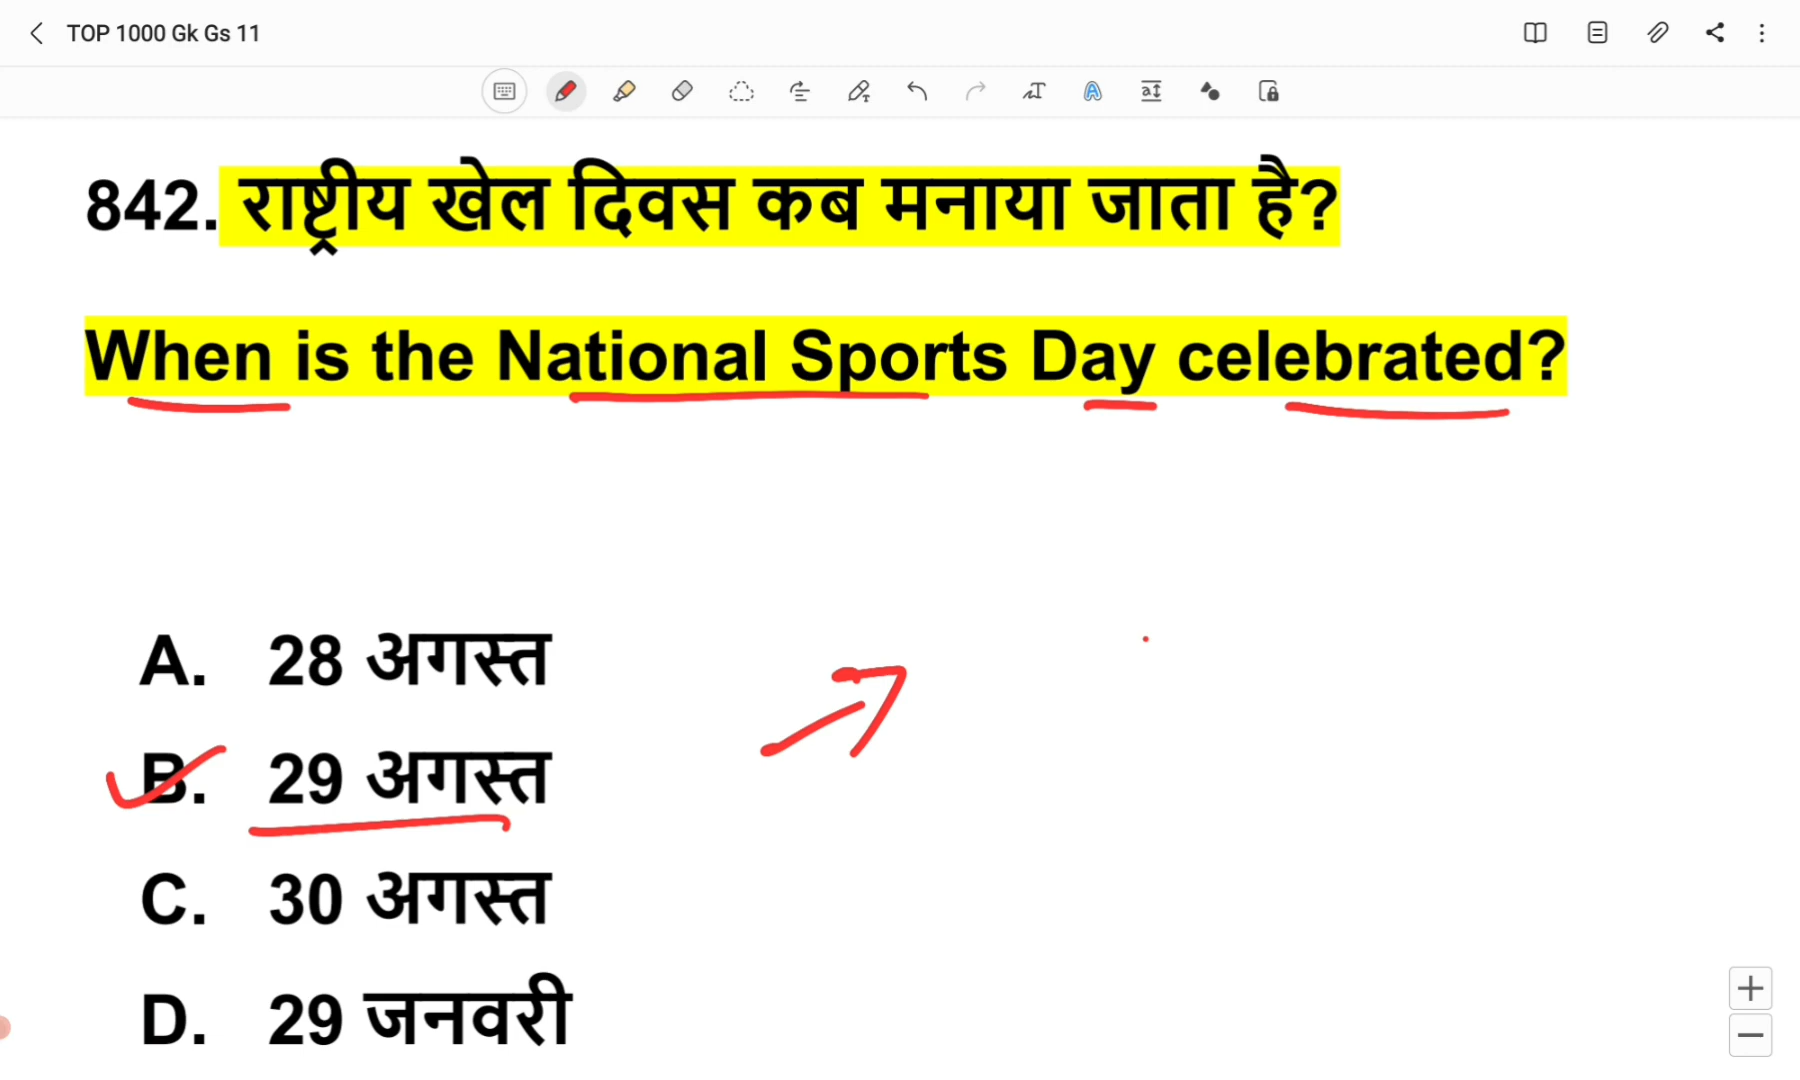 TOP 1000 Gk Gs 11
842. राष्ट्रीय खेल दिवस कब मनाया जाता है?
When is the National Sports Day celebrated?
A. 28 अगस्त
B. 29 अगस्त
C. 30 अगस्त
D. 29 जनवरी